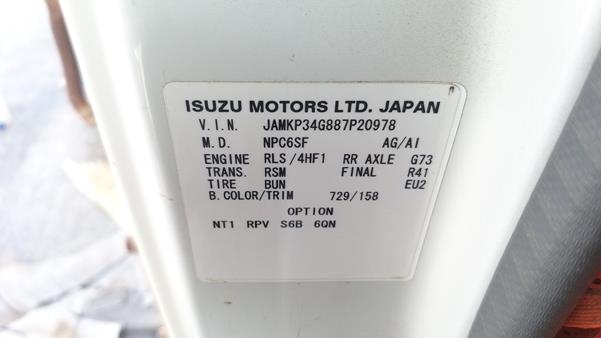 ISUZU MOTORS LTD. JAPAN
V.I.N. JAMKP34G887P20978
M.D. NPC6SF AG/AI
ENGINE RLS/4HF1 RR AXLE G73
TRANS. RSM FINAL R41
TIRE BUN EU2
B.COLOR/TRIM 729/158
OPTION
NT1 RPV S6B 6QN